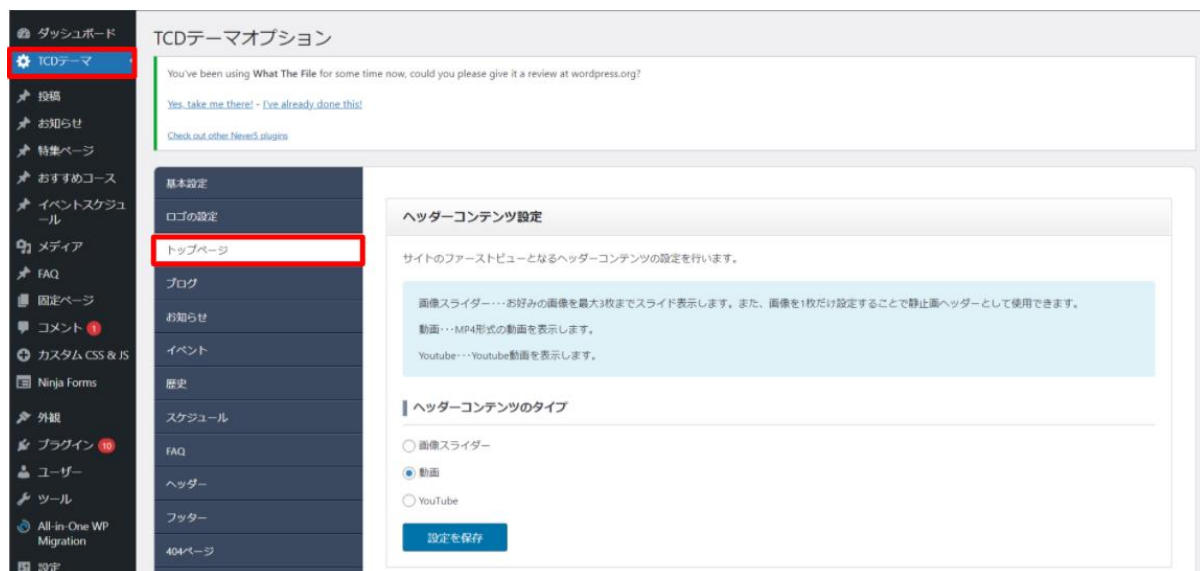 ダッシュボード
TCDテーマ
投稿
お知らせ
特集ページ
おすすめコース
イベントスケジュ
ール
メディア
FAQ
固定ページ
コメント 1
カスタム CSS & JS
Ninja Forms
外観
プラグイン 10
ユーザー
ツール
All-in-One WP
Migration
設定
TCDテーマオプション
You've been using What The File for some time now, could you please give it a review at wordpress.org?
Yes, take me there! - I've already done this!
Check out other Never5 plugins
基本設定
ロゴの設定
トップページ
ブログ
お知らせ
イベント
歴史
スケジュール
FAQ
ヘッダー
フッター
404ページ
ヘッダーコンテンツ設定
サイトのファーストビューとなるヘッダーコンテンツの設定を行います。
画像スライダー・・・お好みの画像を最大3枚までスライド表示します。また、画像を1枚だけ設定することで静止画ヘッダーとして使用できます。
動画・・・MP4形式の動画を表示します。
Youtube・・・Youtube動画を表示します。
ヘッダーコンテンツのタイプ
画像スライダー
動画
YouTube
設定を保存